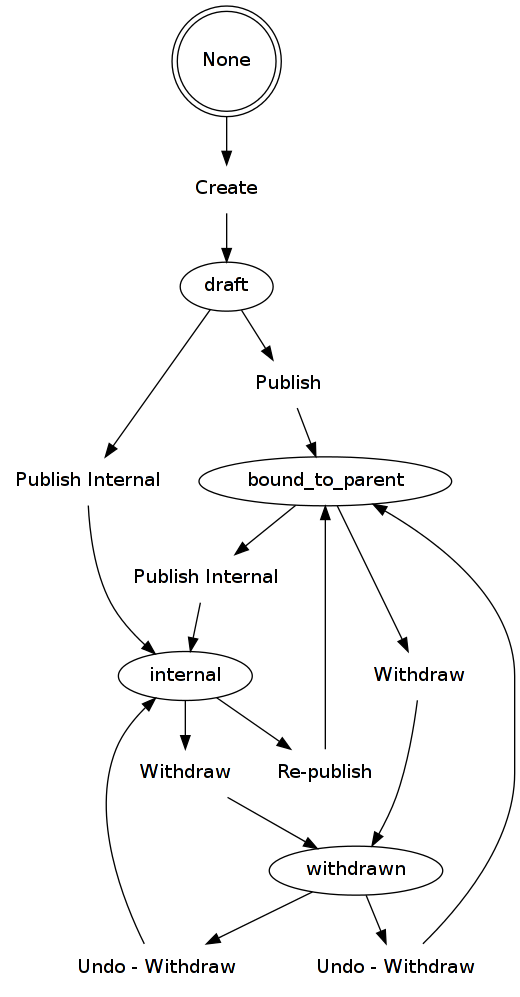 None
Create
draft
Publish
Publish Internal
bound_to_parent
Publish Internal
internal
Withdraw
Withdraw
Re-publish
withdrawn
Undo - Withdraw
Undo - Withdraw